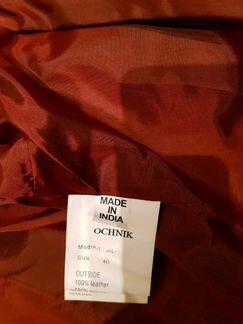 MADE
IN
INDIA
OCHNIK
Size 40
OUTSIDE
100% leather